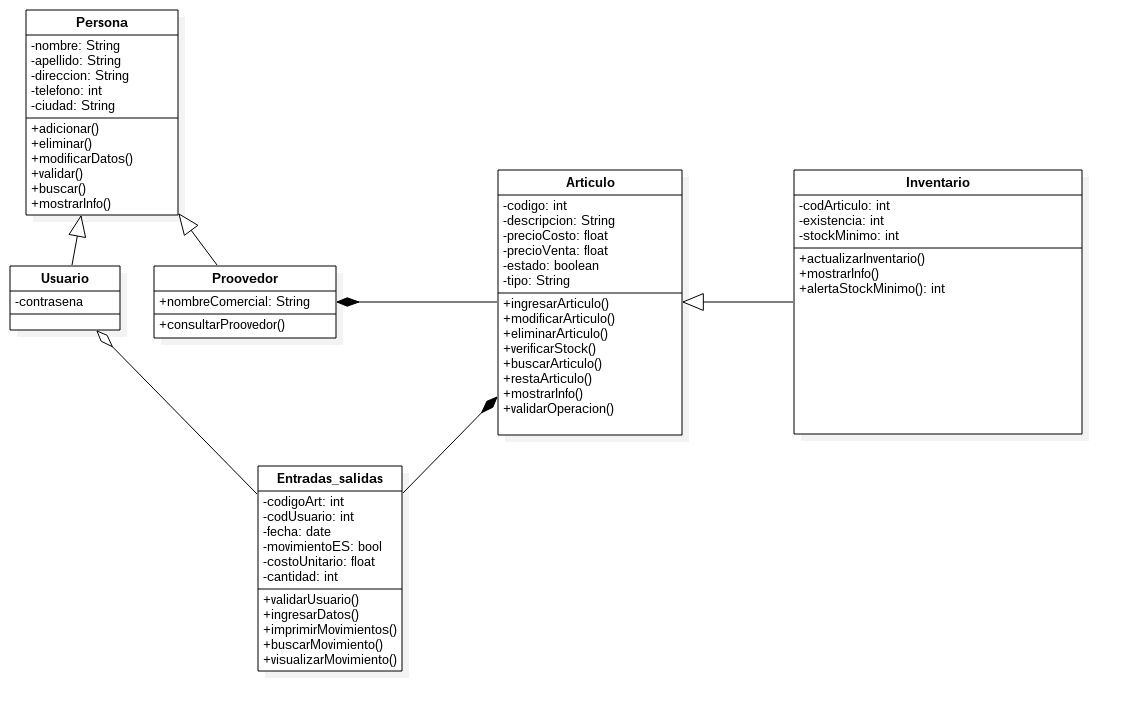 Persona
-nombre: String
-apellido: String
-direccion: String
-telefono: int
-ciudad: String
+adicionar()
+eliminar()
+modificarDatos()
+validar()
+buscar()
+mostrarInfo()
Usuario
-contrasena
Proovedor
+nombreComercial: String
+consultarProovedor()
Articulo
-codigo: int
-descripcion: String
-precioCosto: float
-precioVenta: float
-estado: boolean
-tipo: String
+ingresarArticulo()
+modificarArticulo()
+eliminarArticulo()
+verificarStock()
+buscarArticulo()
+restaArticulo()
+mostrarInfo()
+validarOperacion()
Inventario
-codArticulo: int
-existencia: int
-stockMinimo: int
+actualizarInventario()
+mostrarInfo()
+alertaStockMinimo(): int
Entradas_salidas
-codigoArt: int
-codUsuario: int
-fecha: date
-movimientoES: bool
-costoUnitario: float
-cantidad: int
+validarUsuario()
+ingresarDatos()
+imprimirMovimientos()
+buscarMovimiento()
+visualizarMovimiento()